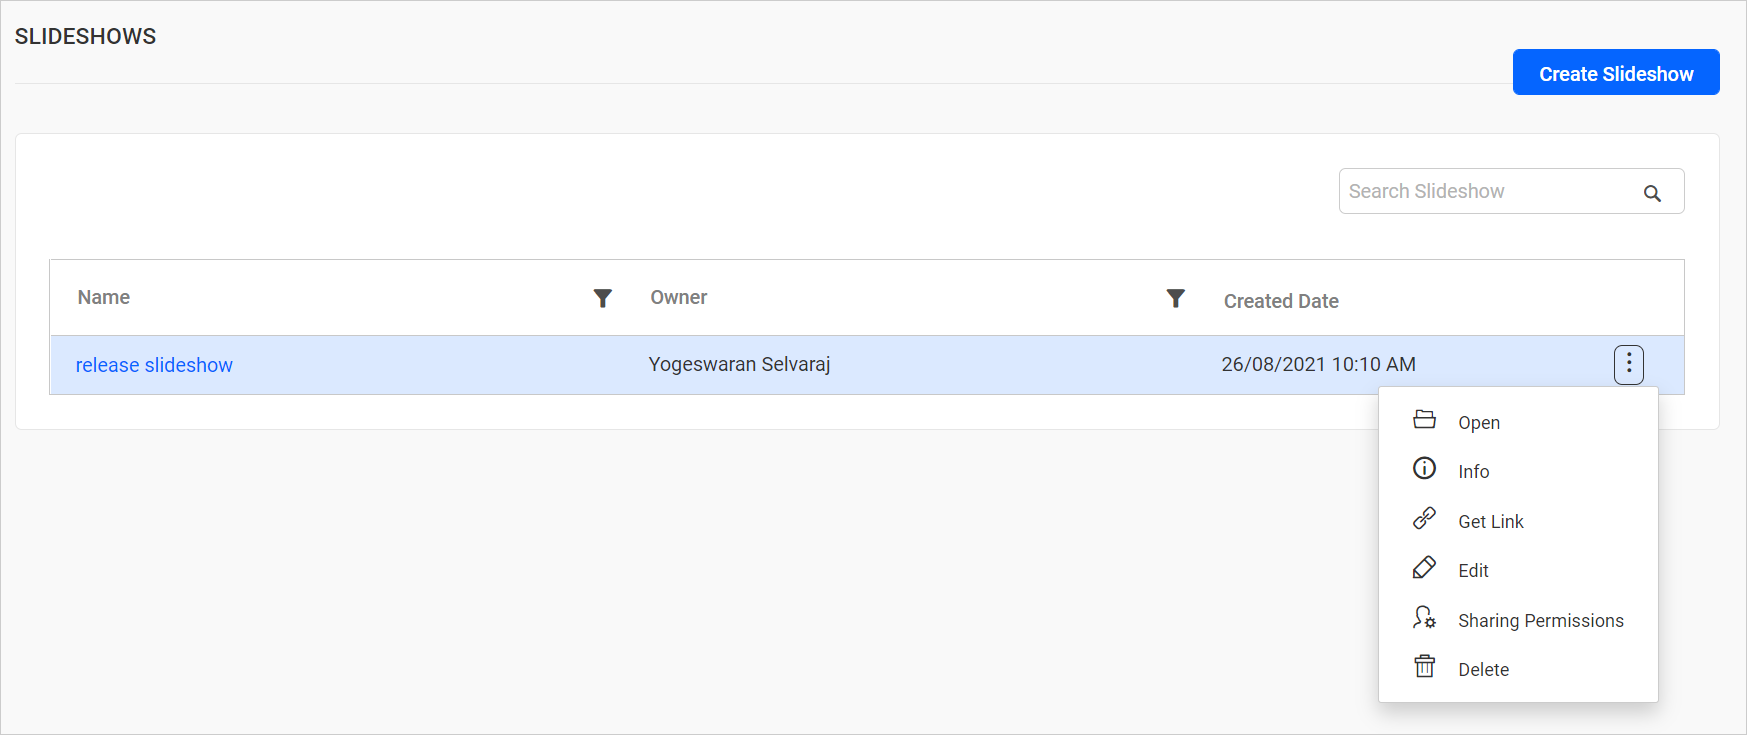 SLIDESHOWS
Create Slideshow
Search Slideshow
Name Owner Created Date
release slideshow Yogeswaran Selvaraj 26/08/2021 10:10 AM
Open
Info
Get Link
Edit
Sharing Permissions
Delete